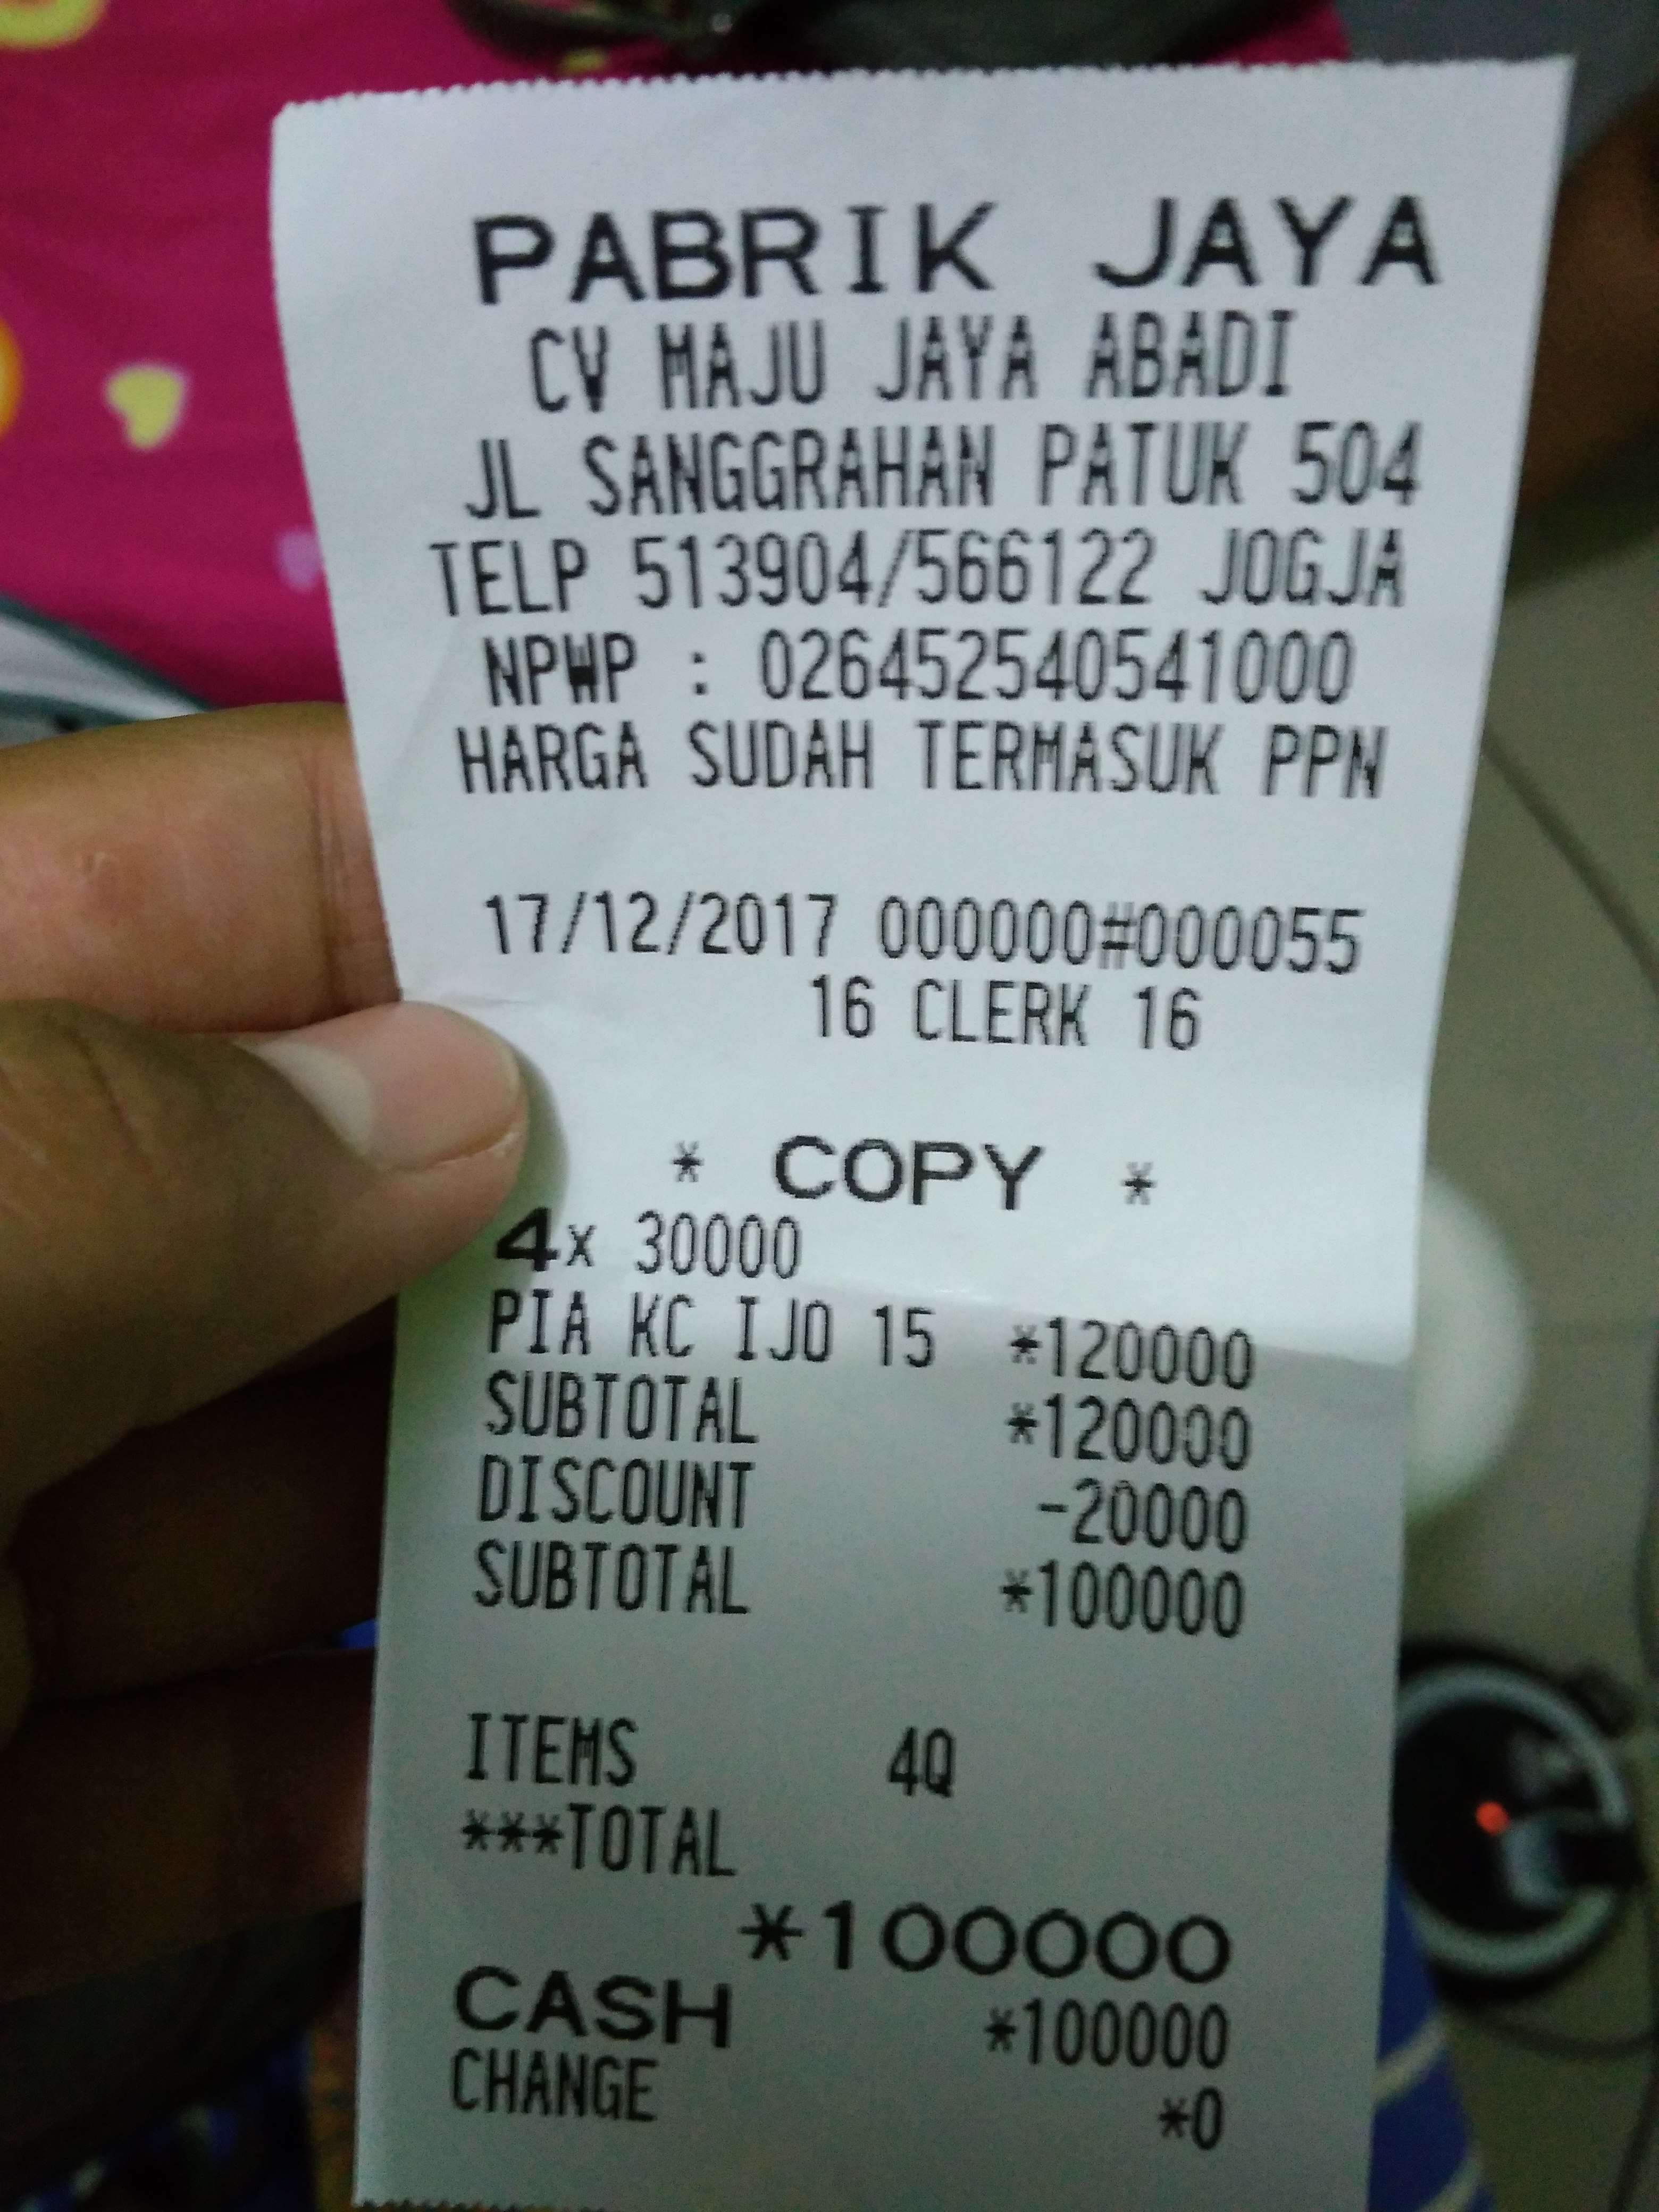 PABRIK JAYA
CV MAJU JAYA ABADI
JL SANGGRAHAN PATUK 504
TELP 513904/566122 JOGJA
NPWP : 026452540541000
HARGA SUDAH TERMASUK PPN
17/12/2017 000000#000055
16 CLERK 16
* COPY *
4x 30000
PIA KC IJO 15 *120000
SUBTOTAL *120000
DISCOUNT -20000
SUBTOTAL *100000
ITEMS 4Q
***TOTAL
*100000
CASH *100000
CHANGE *0